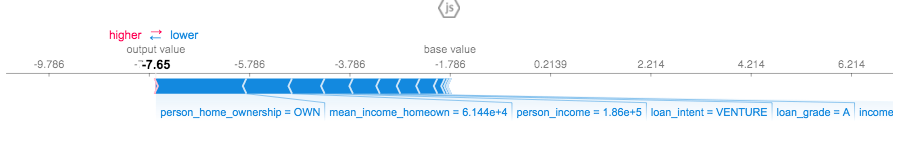 js
higher lower
output value base value
-9.786 -7.65 -5.786 -3.786 -1.786 0.2139 2.214 4.214 6.214
person_home_ownership = OWN mean_income_homeown = 6.144e+4 person_income = 1.86e+5 loan_intent = VENTURE loan_grade = A income